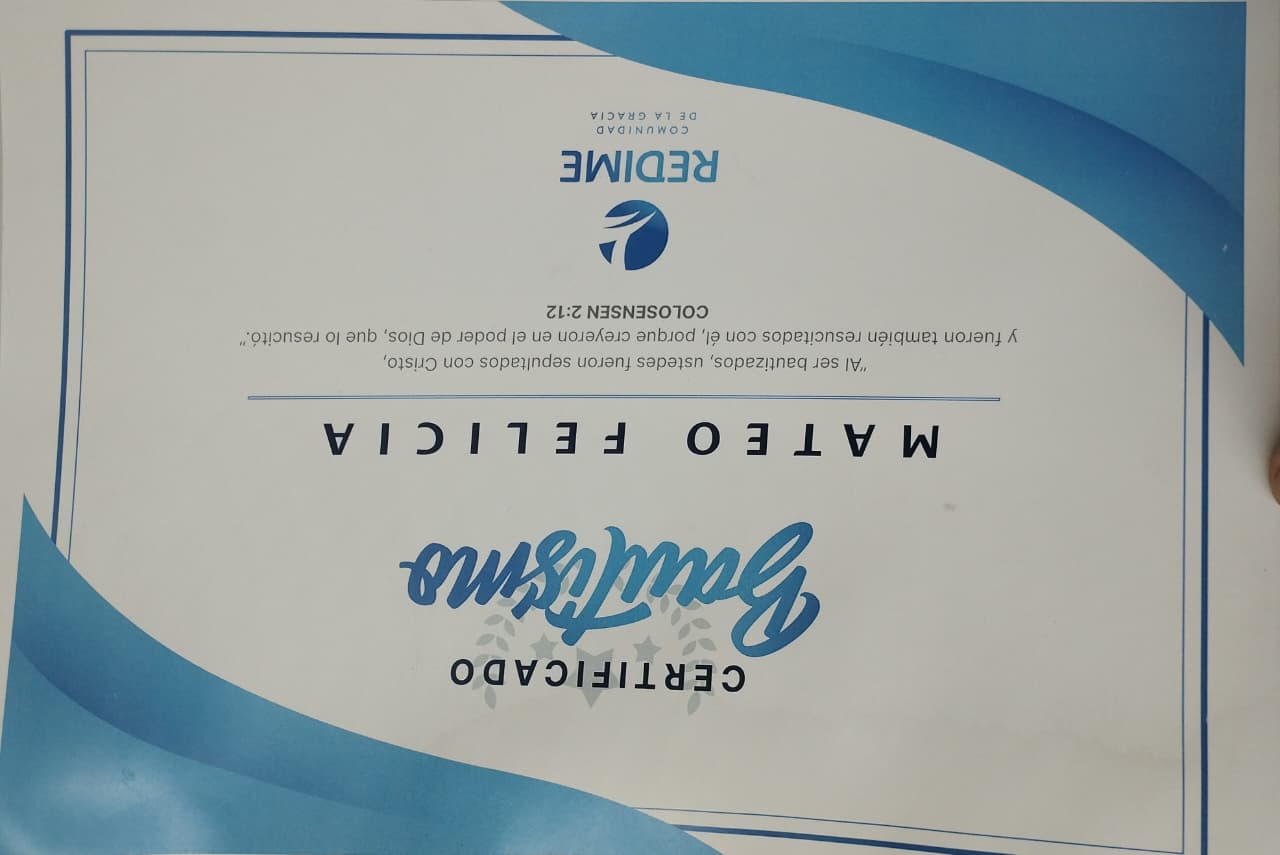 CERTIFICADO
Bautismo
MATEO FELICIA
"Al ser bautizados, ustedes fueron sepultados con Cristo,
y fueron también resucitados con él, porque creyeron en el poder de Dios, que lo resucitó."
COLOSENSEN 2:12
REDIME
COMUNIDAD
DE LA GRACIA